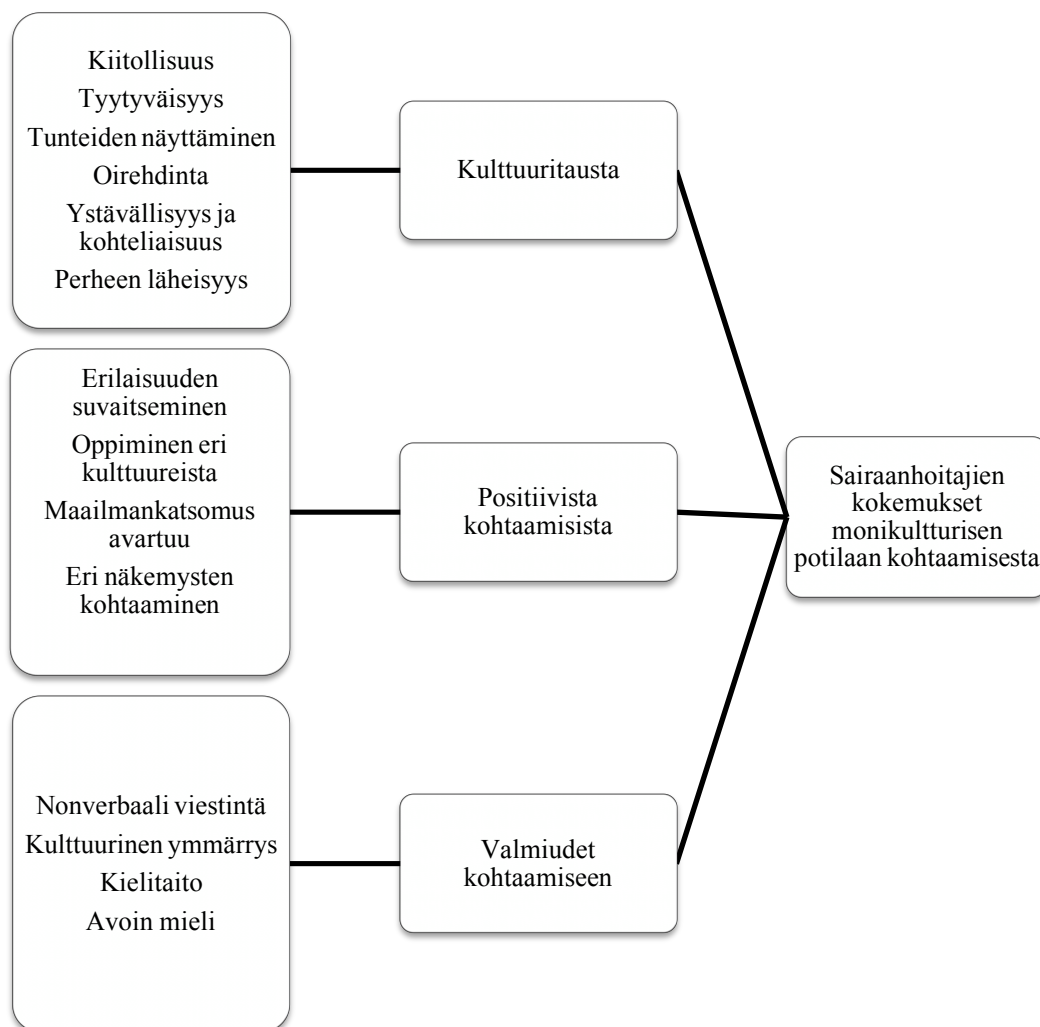 Kiitollisuus
Tyytyväisyys
Tunteiden näyttäminen
Oirehdinta
Ystävällisyys ja
kohteliaisuus
Perheen läheisyys
Kulttuuritausta
Erilaisuuden
suvaitseminen
Oppiminen eri
kulttuureista
Maailmankatsomus
avartuu
Eri näkemysten
kohtaaminen
Positiivista
kohtaamisista
Nonverbaali viestintä
Kulttuurinen ymmärrys
Kielitaito
Avoin mieli
Valmiudet
kohtaamiseen
Sairaanhoitajien
kokemukset
monikultturisen
potilaan kohtaamisesta